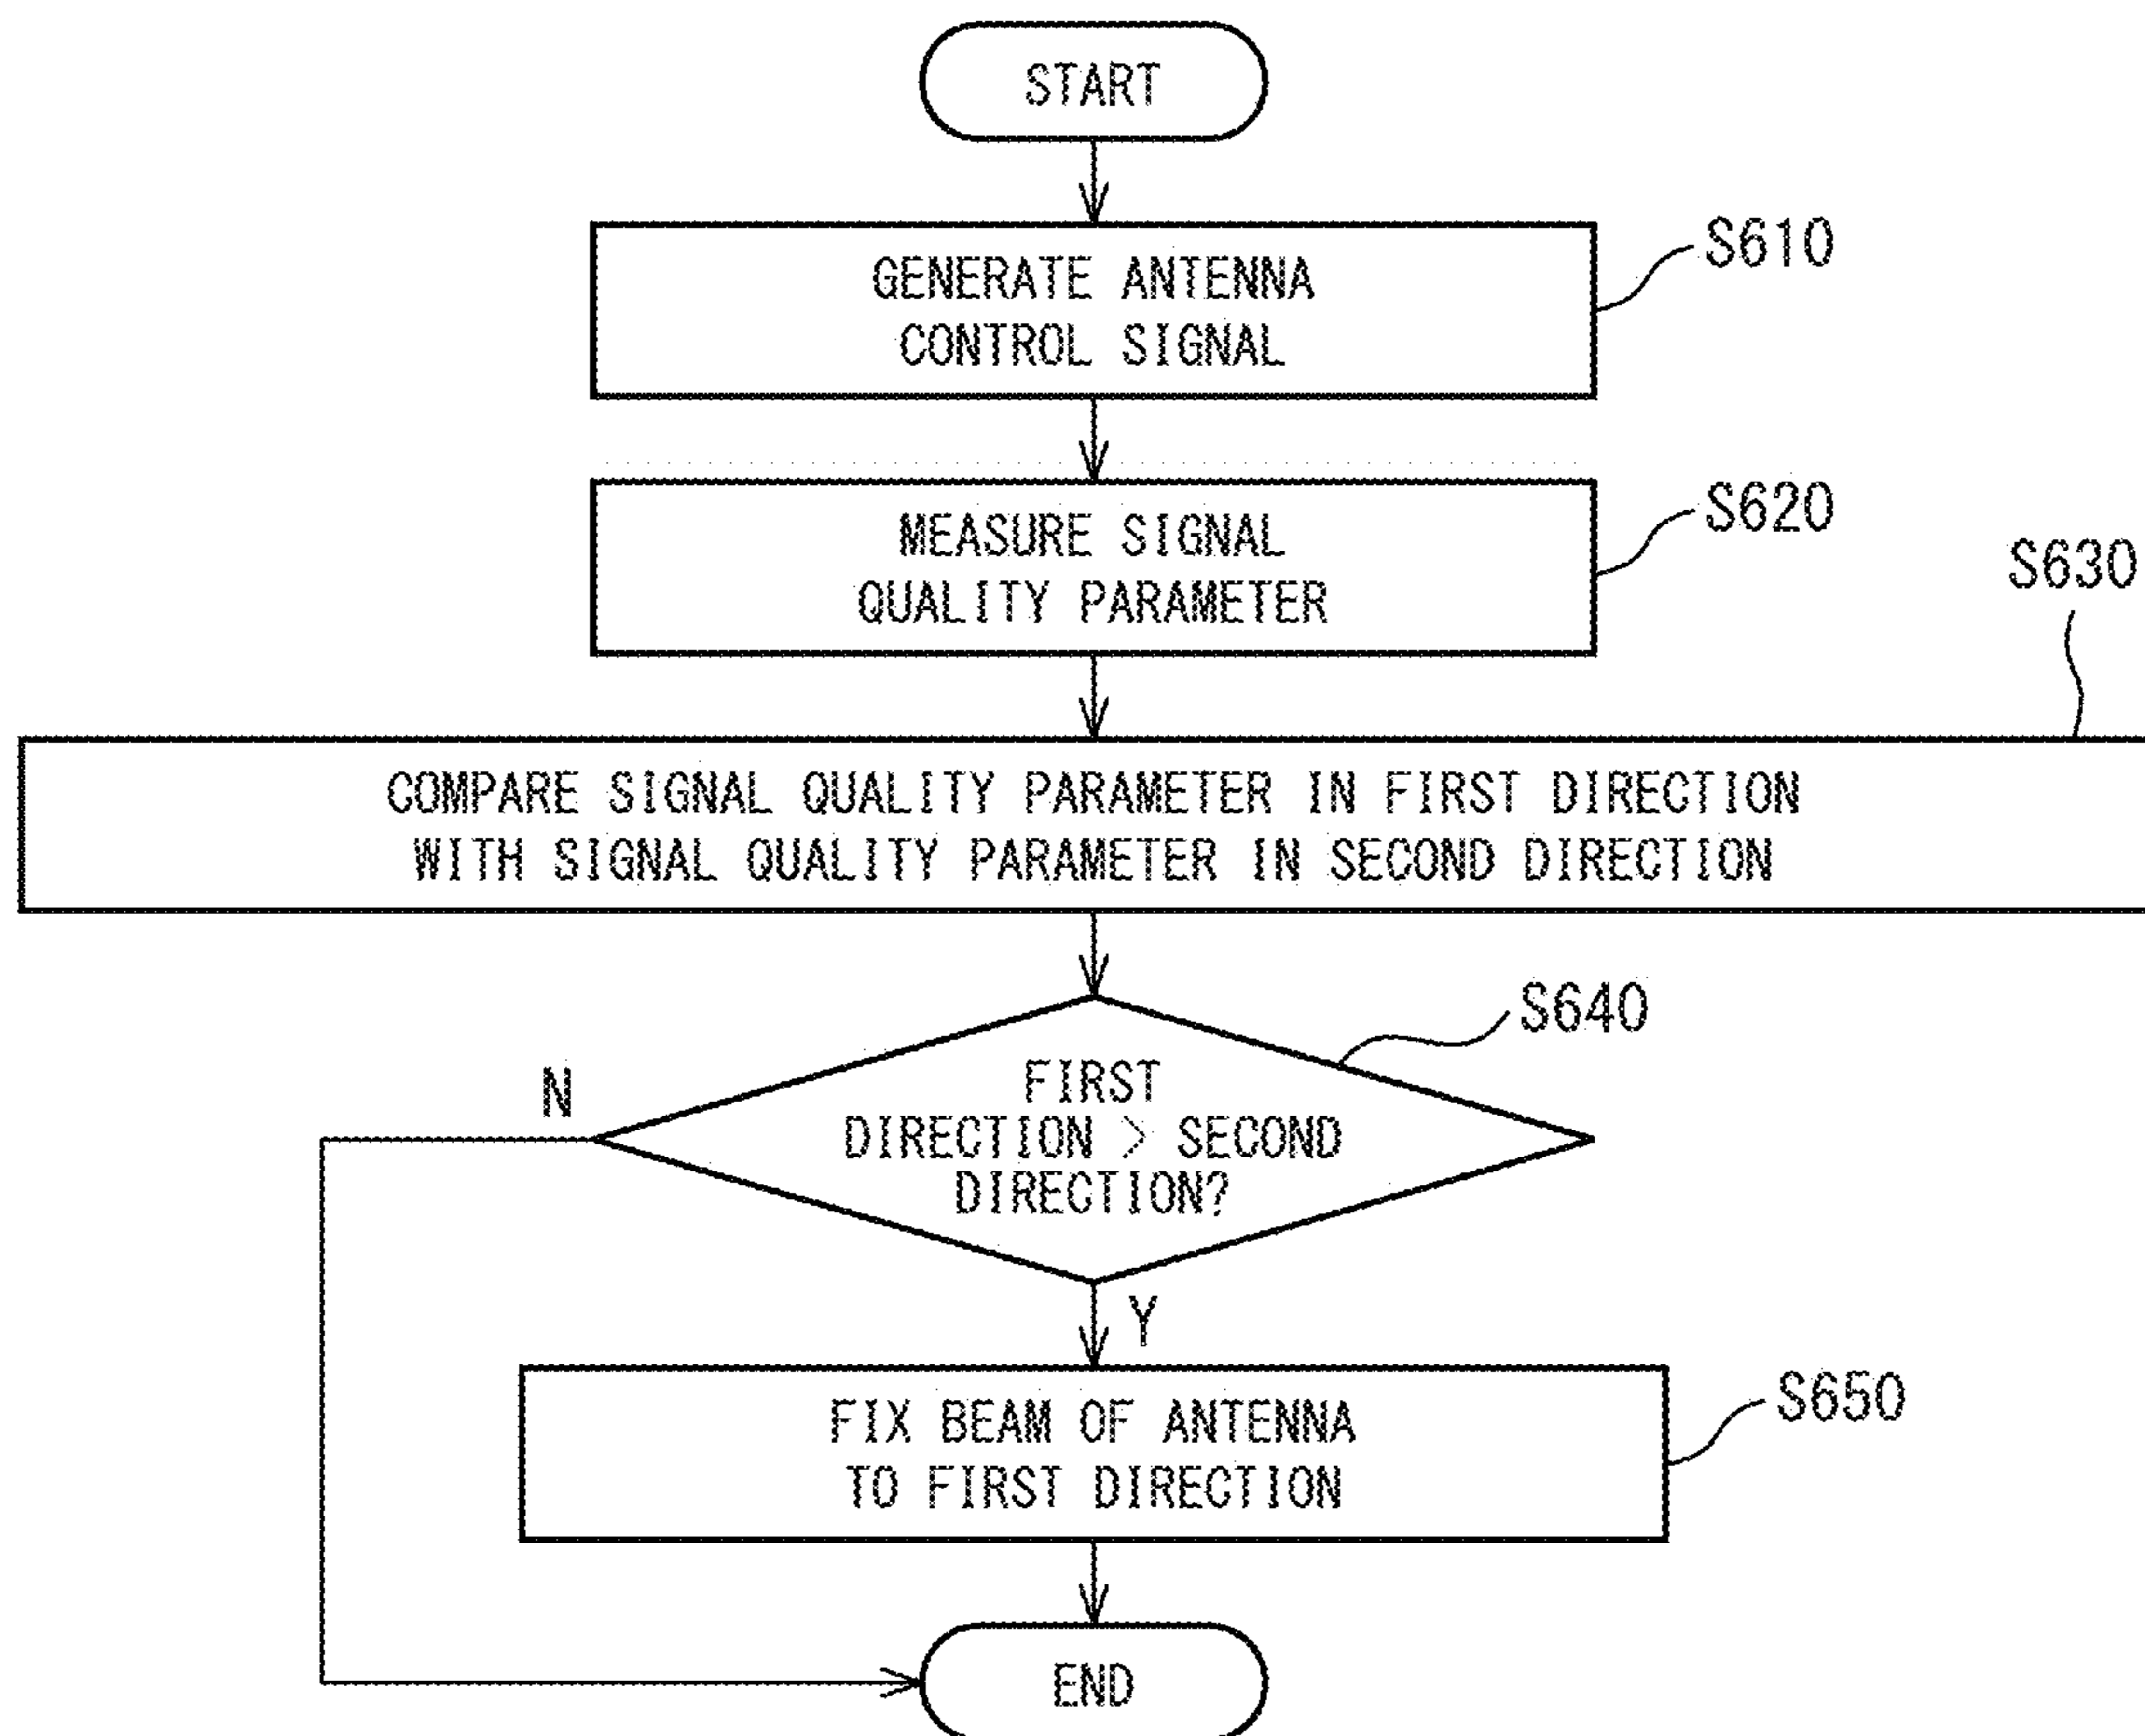 START
GENERATE ANTENNA
CONTROL SIGNAL
S610
MEASURE SIGNAL
QUALITY PARAMETER
S620
S630
COMPARE SIGNAL QUALITY PARAMETER IN FIRST DIRECTION
WITH SIGNAL QUALITY PARAMETER IN SECOND DIRECTION
S640
N
FIRST
DIRECTION > SECOND
DIRECTION?
Y
FIX BEAM OF ANTENNA
TO FIRST DIRECTION
S650
END